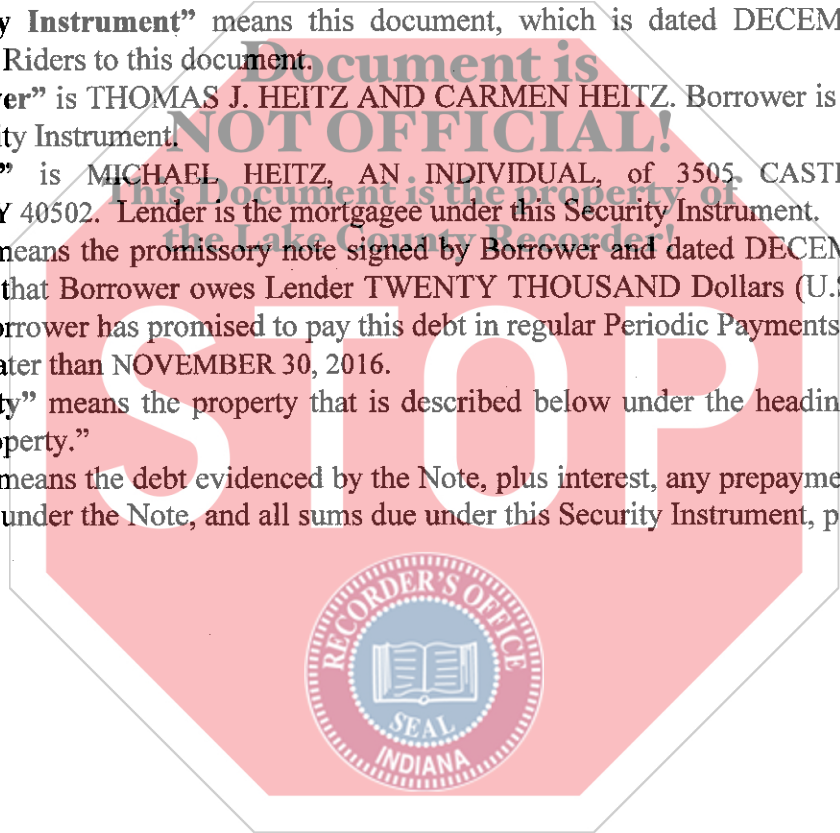 y Instrument” means this document, which is dated DECEM
Riders to this document.
Document is
er” is THOMAS J. HEITZ AND CARMEN HEITZ. Borrower is
ity Instrument.
NOT OFFICIAL!
” is MICHAEL HEITZ, AN INDIVIDUAL, of 3505 CASTL
This Document is the property of
Y 40502. Lender is the mortgagee under this Security Instrument.
the Lake County Recorder!
means the promissory note signed by Borrower and dated DECEM
that Borrower owes Lender TWENTY THOUSAND Dollars (U.S
orrower has promised to pay this debt in regular Periodic Payments
ater than NOVEMBER 30, 2016.
STOP
ty” means the property that is described below under the headin
operty.”
means the debt evidenced by the Note, plus interest, any prepayme
under the Note, and all sums due under this Security Instrument, p
RECORDER'S OFFICE
SEAL
INDIANA